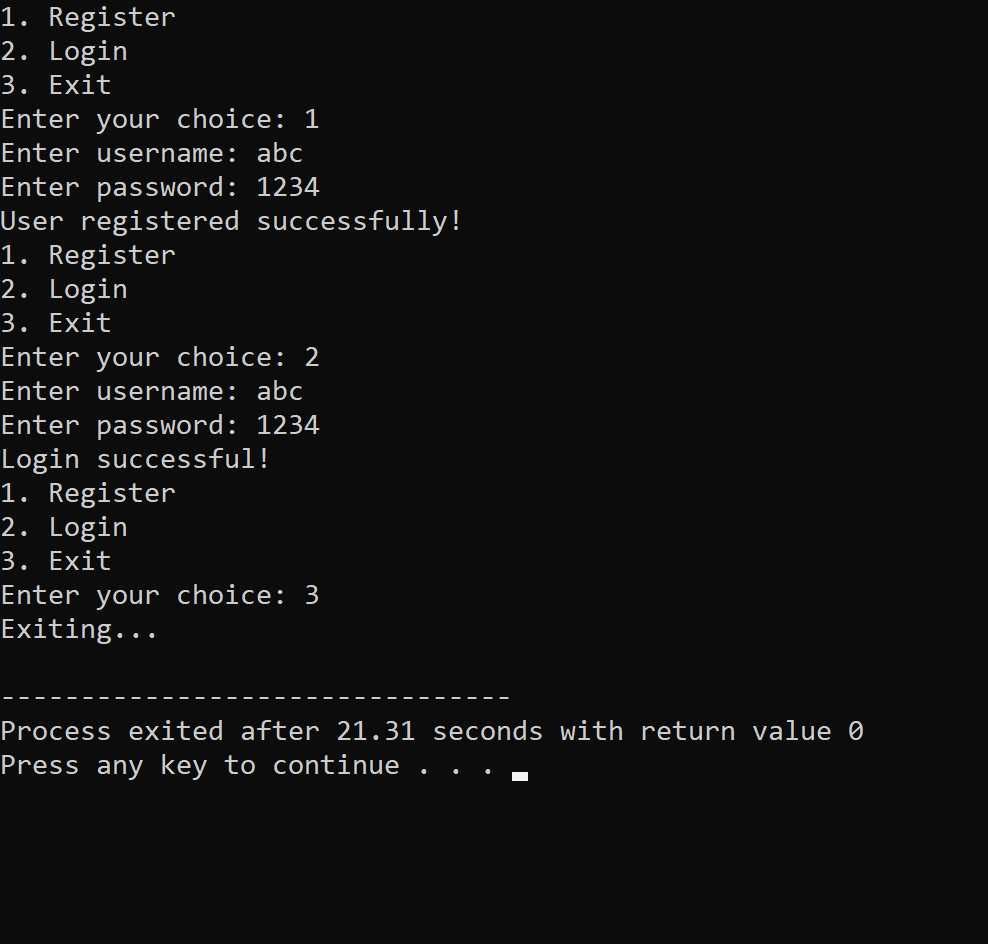 1. Register
2. Login
3. Exit
Enter your choice: 1
Enter username: abc
Enter password: 1234
User registered successfully!
1. Register
2. Login
3. Exit
Enter your choice: 2
Enter username: abc
Enter password: 1234
Login successful!
1. Register
2. Login
3. Exit
Enter your choice: 3
Exiting...
--------------------------------
Process exited after 21.31 seconds with return value 0
Press any key to continue . . .